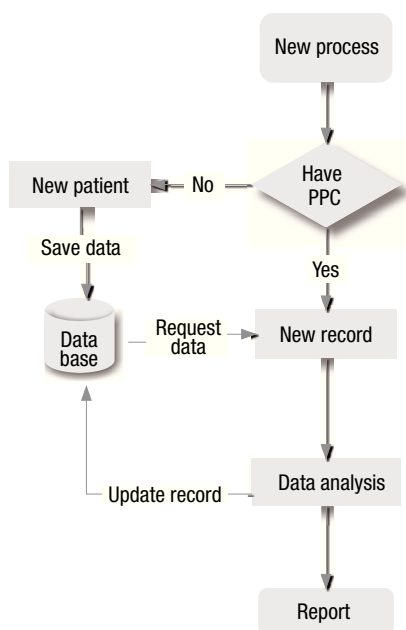 New process
Have
PPC
No
New patient
Save data
Yes
Data
base
Request
data
New record
Data analysis
Update record
Report